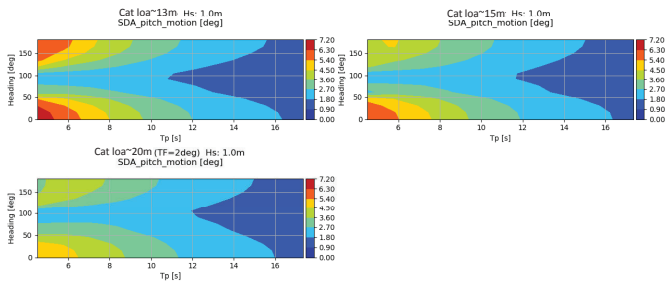 Cat loa~13m Hs: 1.0m
SDA_pitch_motion [deg]
Heading [deg]
150
100
50
0
6 8 10 12 14 16
Tp [s]
7.20
6.30
5.40
4.50
3.60
2.70
1.80
0.90
0.00
Cat loa~15m Hs: 1.0m
SDA_pitch_motion [deg]
Heading [deg]
150
100
50
0
6 8 10 12 14 16
Tp [s]
7.20
6.30
5.40
4.50
3.60
2.70
1.80
0.90
0.00
Cat loa~20m (TF=2deg) Hs: 1.0m
SDA_pitch_motion [deg]
Heading [deg]
150
100
50
0
6 8 10 12 14 16
Tp [s]
7.20
6.30
5.40
4.50
3.60
2.70
1.80
0.90
0.00